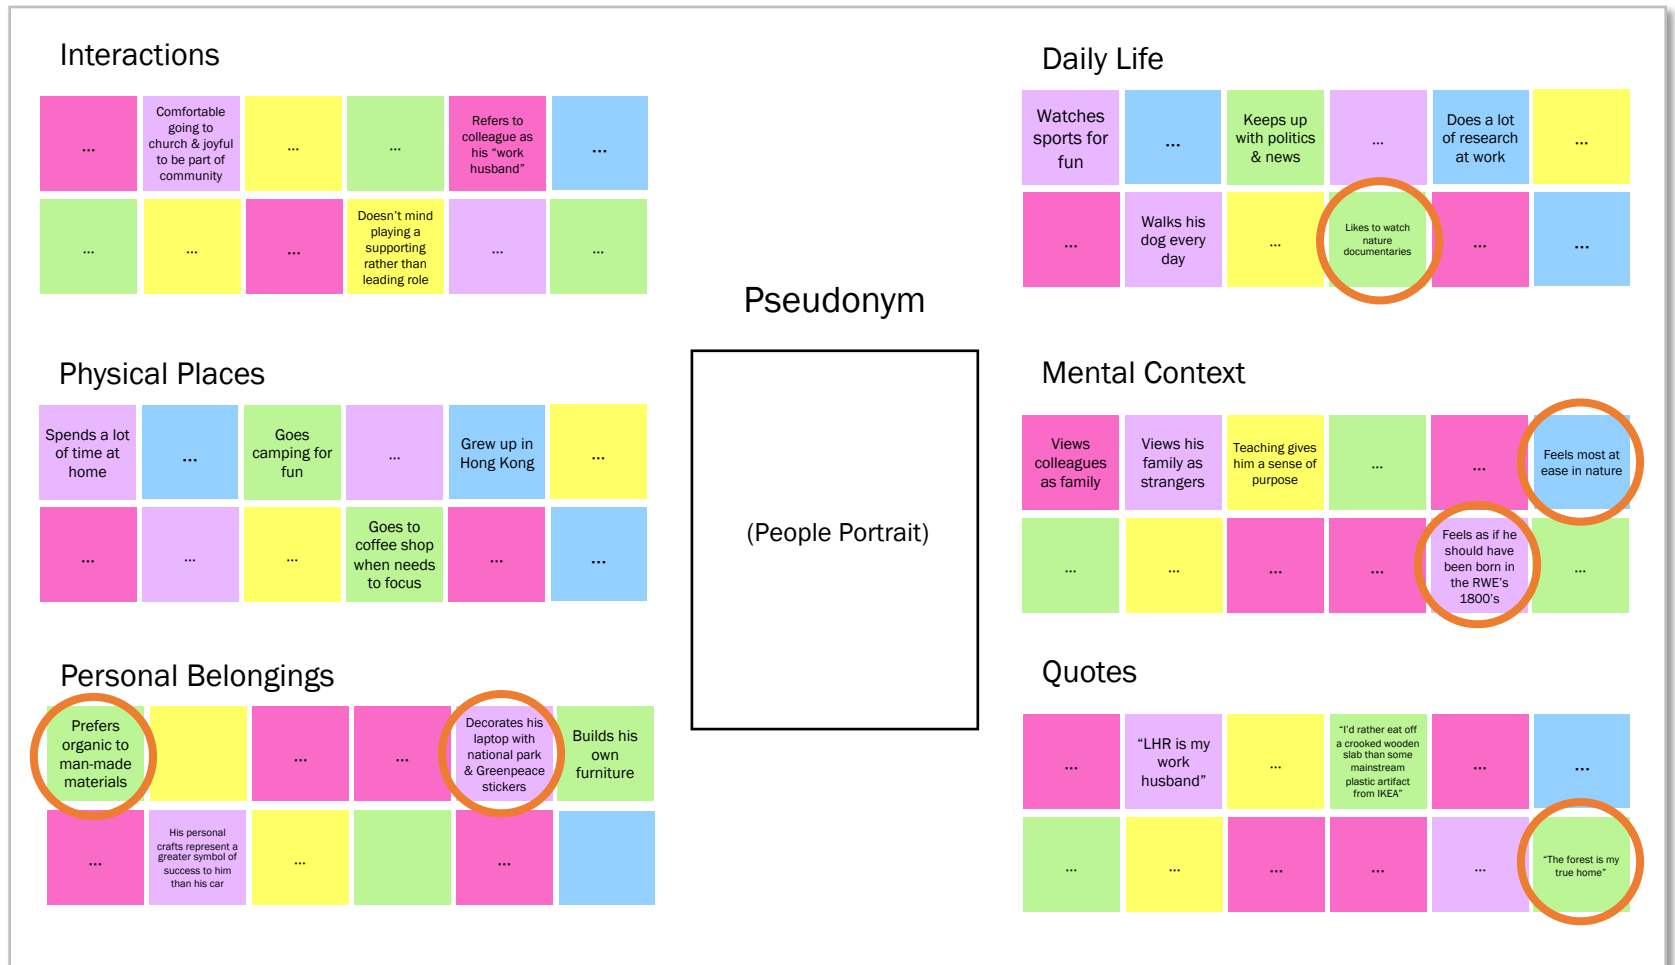 Interactions
...
Comfortable
going to
church & joyful
to be part of
community
...
...
Refers to
colleague as
his "work
husband"
...
...
...
...
Doesn't mind
playing a
supporting
rather than
leading role
...
...
Physical Places
Spends a lot
of time at
home
...
Goes
camping for
fun
...
Grew up in
Hong Kong
...
...
...
...
Goes to
coffee shop
when needs
to focus
...
...
Personal Belongings
Prefers
organic to
man-made
materials
...
...
Decorates his
laptop with
national park
& Greenpeace
stickers
Builds his
own
furniture
...
His personal
crafts represent a
greater symbol of
success to him
than his car
...
...
Pseudonym
(People Portrait)
Daily Life
Watches
sports for
fun
...
Keeps up
with politics
& news
...
Does a lot
of research
at work
...
...
Walks his
dog every
day
...
Likes to watch
nature
documentaries
...
...
Mental Context
Views
colleagues
as family
Views his
family as
strangers
Teaching gives
him a sense of
purpose
...
...
Feels most at
ease in nature
...
...
...
...
Feels as if he
should have
been born in
the RWE's
1800's
...
Quotes
...
"LHR is my
work
husband"
...
"I'd rather eat off
a crooked wooden
slab than some
mainstream
plastic artifact
from IKEA"
...
...
...
...
...
...
...
"The forest is my
true home"